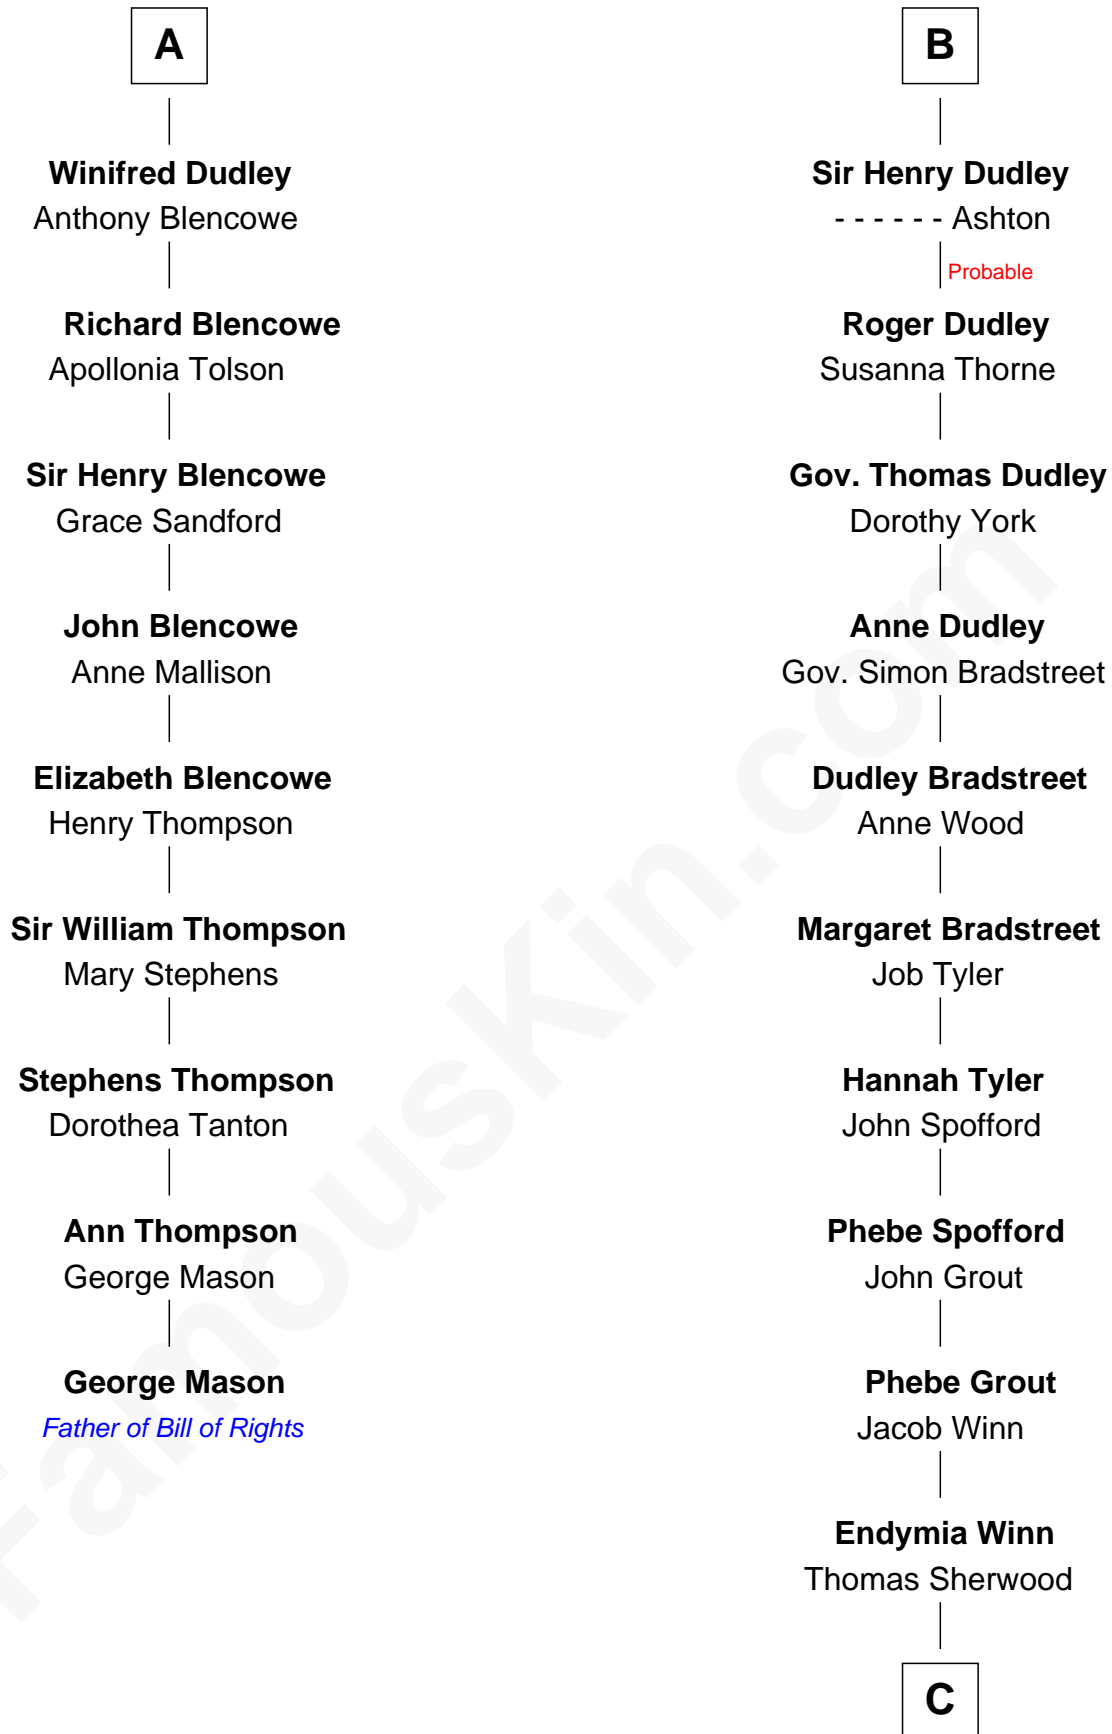 A
Winifred Dudley
Anthony Blencowe
Richard Blencowe
Apollonia Tolson
Sir Henry Blencowe
Grace Sandford
John Blencowe
Anne Mallison
Elizabeth Blencowe
Henry Thompson
Sir William Thompson
Mary Stephens
Stephens Thompson
Dorothea Tanton
Ann Thompson
George Mason
George Mason
Father of Bill of Rights
B
Sir Henry Dudley
- - - - - - Ashton
Probable
Roger Dudley
Susanna Thorne
Gov. Thomas Dudley
Dorothy York
Anne Dudley
Gov. Simon Bradstreet
Dudley Bradstreet
Anne Wood
Margaret Bradstreet
Job Tyler
Hannah Tyler
John Spofford
Phebe Spofford
John Grout
Phebe Grout
Jacob Winn
Endymia Winn
Thomas Sherwood
C
FamousKin.com